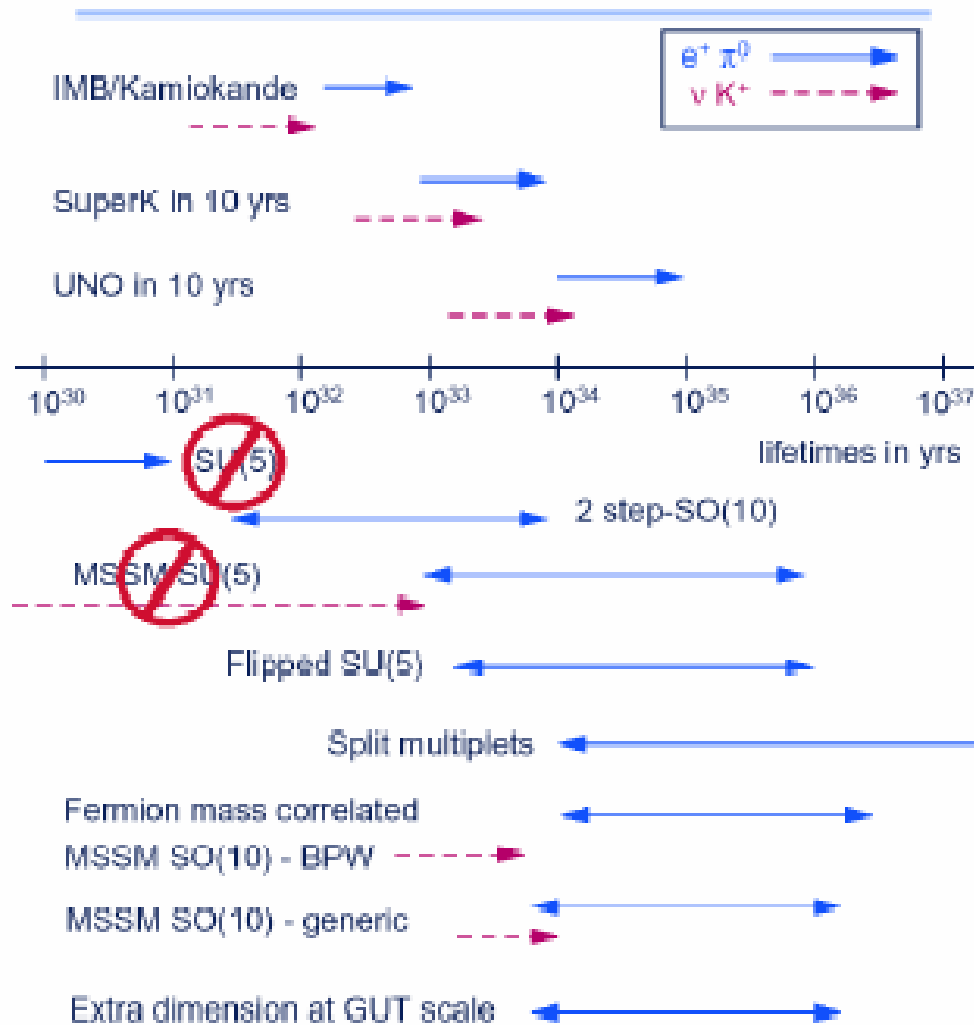 e⁺ π⁰
ν K⁺
IMB/Kamiokande
SuperK in 10 yrs
UNO in 10 yrs
10³⁰ 10³¹ 10³² 10³³ 10³⁴ 10³⁵ 10³⁶ 10³⁷
lifetimes in yrs
SU(5)
2 step-SO(10)
MSSM SU(5)
Flipped SU(5)
Split multiplets
Fermion mass correlated
MSSM SO(10) - BPW
MSSM SO(10) - generic
Extra dimension at GUT scale